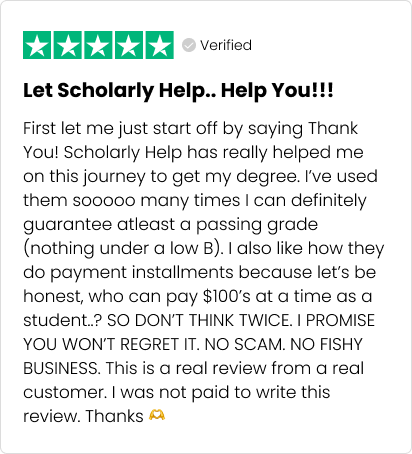 Verified
Let Scholarly Help.. Help You!!!
First let me just start off by saying Thank
You! Scholarly Help has really helped me
on this journey to get my degree. I’ve used
them sooooo many times I can definitely
guarantee atleast a passing grade
(nothing under a low B). I also like how they
do payment installments because let’s be
honest, who can pay $100’s at a time as a
student..? SO DON’T THINK TWICE. I PROMISE
YOU WON’T REGRET IT. NO SCAM. NO FISHY
BUSINESS. This is a real review from a real
customer. I was not paid to write this
review. Thanks 🫶